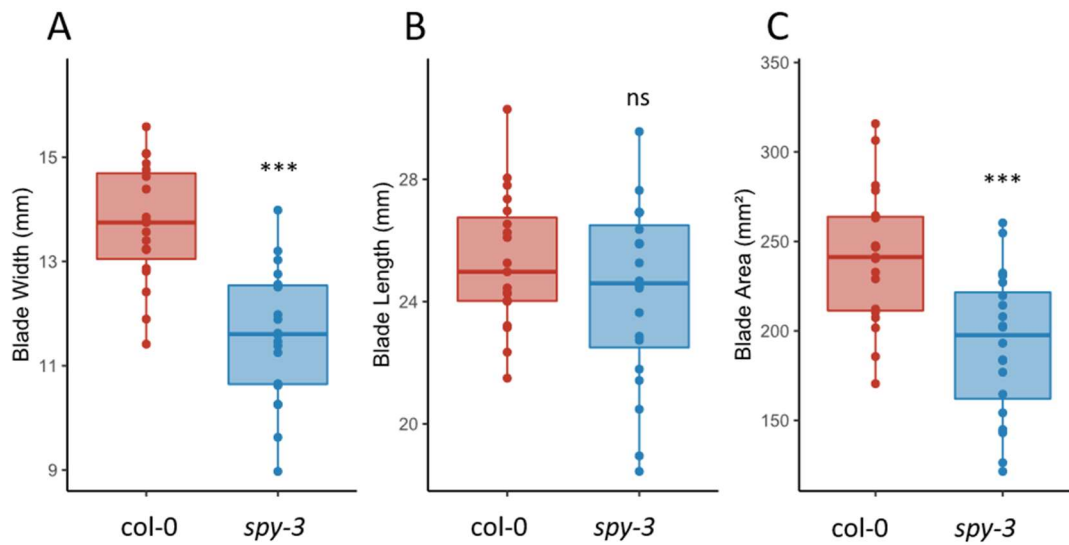 A
Blade Width (mm)
15
13
11
9
***
col-0
spy-3
B
Blade Length (mm)
28
24
20
ns
col-0
spy-3
C
Blade Area (mm²)
350
300
250
200
150
***
col-0
spy-3